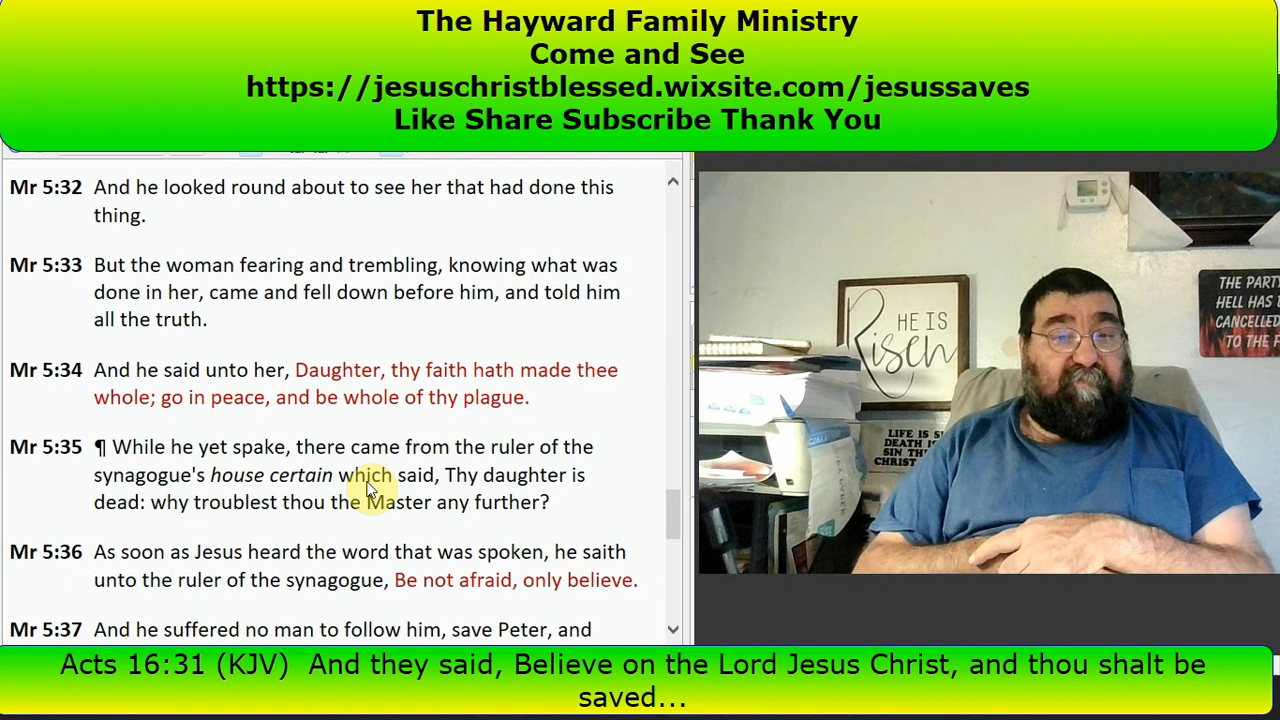 The Hayward Family Ministry
Come and See
https://jesuschristblessed.wixsite.com/jesussaves
Like Share Subscribe Thank You
Mr 5:32 And he looked round about to see her that had done this
thing.
Mr 5:33 But the woman fearing and trembling, knowing what was
done in her, came and fell down before him, and told him
all the truth.
Mr 5:34 And he said unto her, Daughter, thy faith hath made thee
whole; go in peace, and be whole of thy plague.
Mr 5:35 ¶ While he yet spake, there came from the ruler of the
synagogue's house certain which said, Thy daughter is
dead: why troublest thou the Master any further?
Mr 5:36 As soon as Jesus heard the word that was spoken, he saith
unto the ruler of the synagogue, Be not afraid, only believe.
Mr 5:37 And he suffered no man to follow him, save Peter, and
HE IS
Risen
LIFE IS
DEATH IS
SIN TH
CHRIST
THE PARTY
HELL HAS
CANCELLED
TO THE F
Acts 16:31 (KJV) And they said, Believe on the Lord Jesus Christ, and thou shalt be
saved...